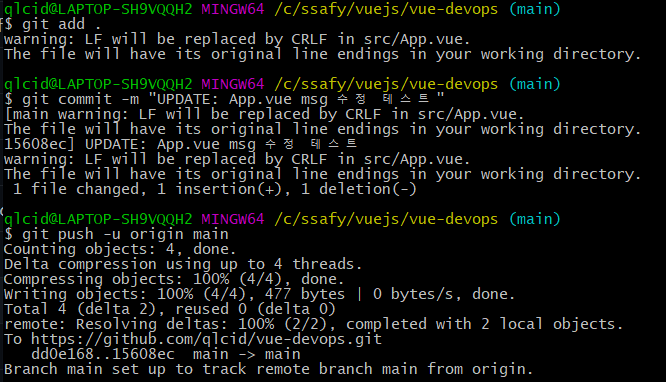 qlcid@LAPTOP-SH9VQQH2 MINGW64 /c/ssafy/vuejs/vue-devops (main)
$ git add .
warning: LF will be replaced by CRLF in src/App.vue.
The file will have its original line endings in your working directory.
qlcid@LAPTOP-SH9VQQH2 MINGW64 /c/ssafy/vuejs/vue-devops (main)
$ git commit -m "UPDATE: App.vue msg 수정 테스트"
[main warning: LF will be replaced by CRLF in src/App.vue.
The file will have its original line endings in your working directory.
15608ec] UPDATE: App.vue msg 수정 테스트
warning: LF will be replaced by CRLF in src/App.vue.
The file will have its original line endings in your working directory.
 1 file changed, 1 insertion(+), 1 deletion(-)
qlcid@LAPTOP-SH9VQQH2 MINGW64 /c/ssafy/vuejs/vue-devops (main)
$ git push -u origin main
Counting objects: 4, done.
Delta compression using up to 4 threads.
Compressing objects: 100% (4/4), done.
Writing objects: 100% (4/4), 477 bytes | 0 bytes/s, done.
Total 4 (delta 2), reused 0 (delta 0)
remote: Resolving deltas: 100% (2/2), completed with 2 local objects.
To https://github.com/qlcid/vue-devops.git
   dd0e168..15608ec  main -> main
Branch main set up to track remote branch main from origin.